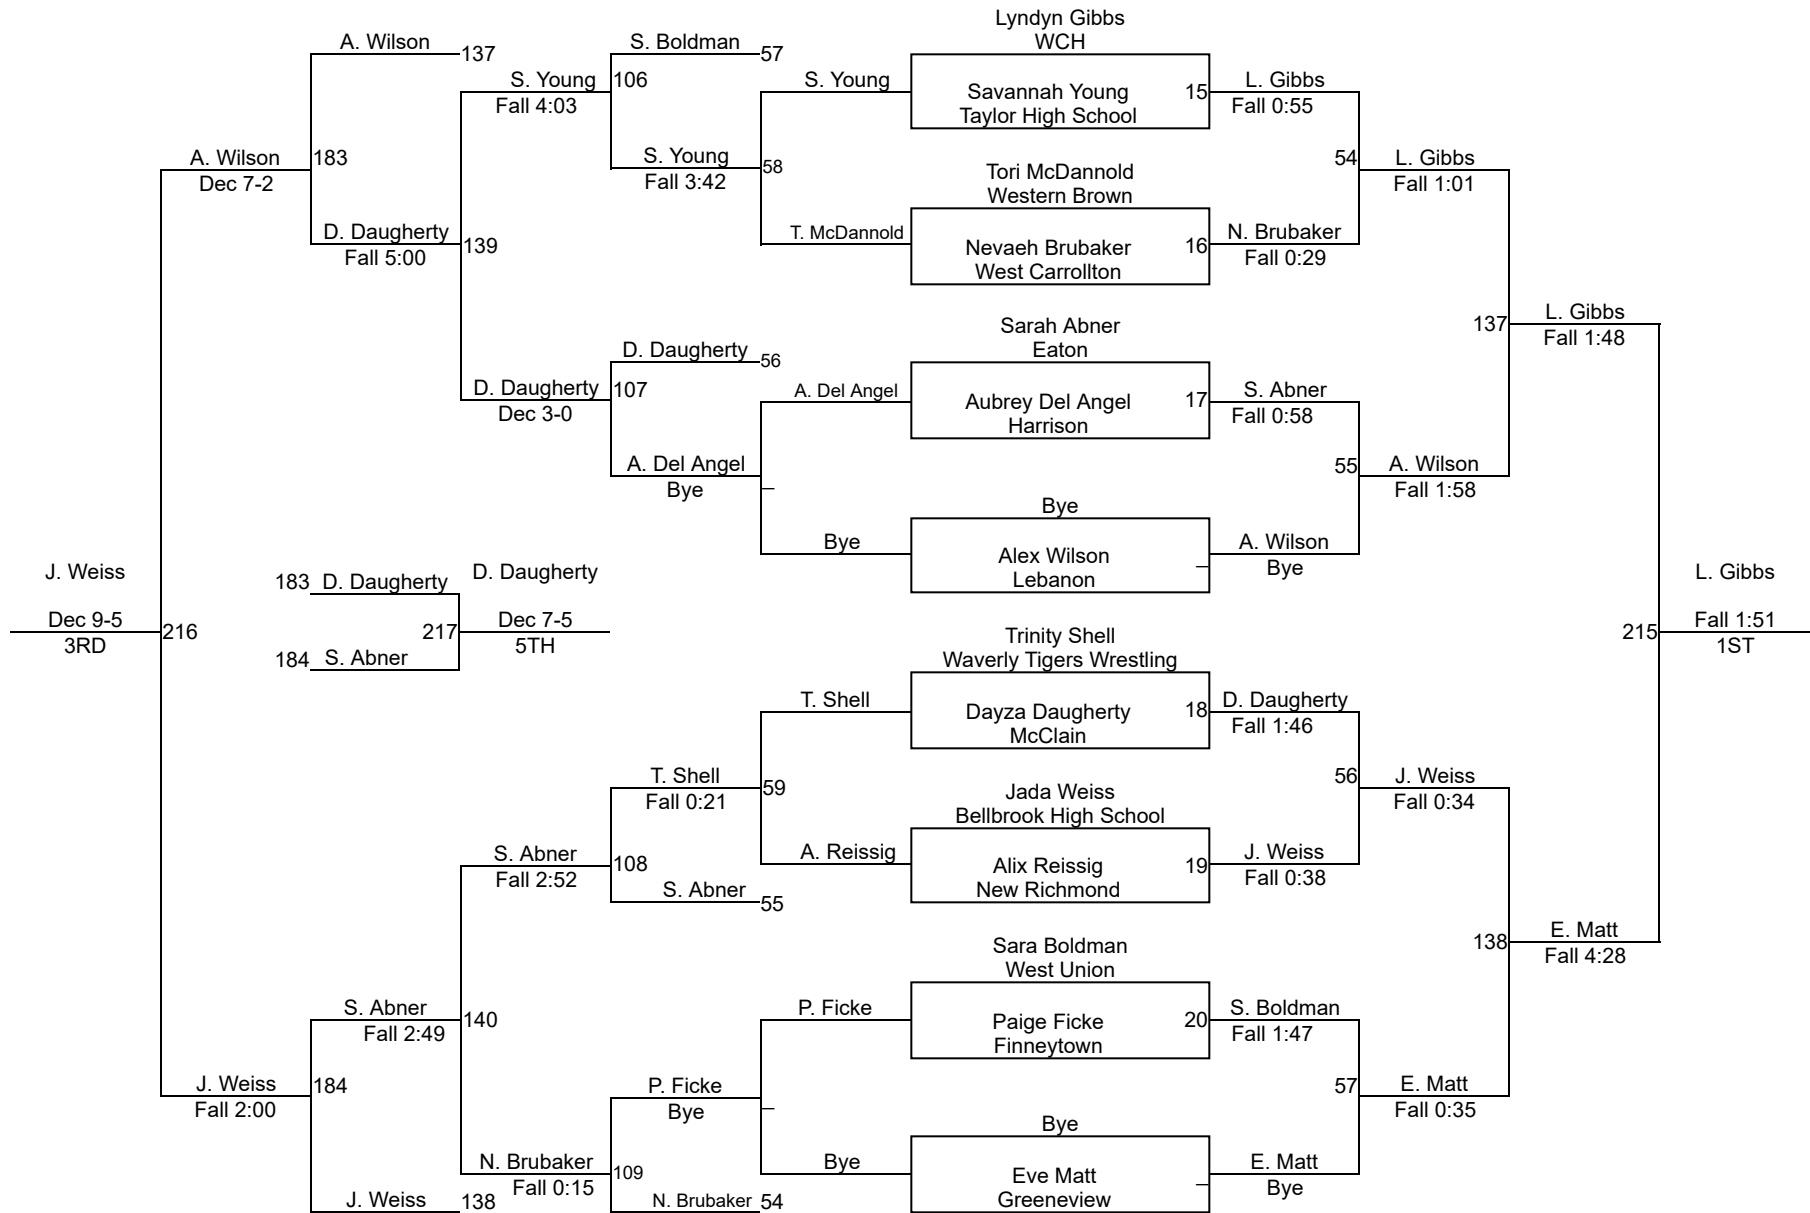 Lyndyn Gibbs
WCH
A. Wilson
137
S. Boldman
57
S. Young
Fall 4:03
106
S. Young
Savannah Young
Taylor High School
15
L. Gibbs
Fall 0:55
A. Wilson
Dec 7-2
183
S. Young
Fall 3:42
58
Tori McDannold
Western Brown
54
L. Gibbs
Fall 1:01
D. Daugherty
Fall 5:00
139
T. McDannold
Nevaeh Brubaker
West Carrollton
16
N. Brubaker
Fall 0:29
Sarah Abner
Eaton
137
L. Gibbs
Fall 1:48
D. Daugherty
56
D. Daugherty
Dec 3-0
107
A. Del Angel
Aubrey Del Angel
Harrison
17
S. Abner
Fall 0:58
A. Del Angel
Bye
55
A. Wilson
Fall 1:58
Bye
Bye
Alex Wilson
Lebanon
A. Wilson
Bye
J. Weiss
Dec 9-5
3RD
216
183 D. Daugherty
184 S. Abner
217
D. Daugherty
Dec 7-5
5TH
L. Gibbs
215
Fall 1:51
1ST
Trinity Shell
Waverly Tigers Wrestling
T. Shell
Dayza Daugherty
McClain
18
D. Daugherty
Fall 1:46
T. Shell
Fall 0:21
59
Jada Weiss
Bellbrook High School
56
J. Weiss
Fall 0:34
S. Abner
Fall 2:52
108
A. Reissig
Alix Reissig
New Richmond
19
J. Weiss
Fall 0:38
S. Abner
55
Sara Boldman
West Union
138
E. Matt
Fall 4:28
S. Abner
Fall 2:49
140
P. Ficke
Paige Ficke
Finneytown
20
S. Boldman
Fall 1:47
J. Weiss
Fall 2:00
184
P. Ficke
Bye
57
E. Matt
Fall 0:35
Bye
N. Brubaker
Fall 0:15
109
Bye
Eve Matt
Greeneview
E. Matt
Bye
J. Weiss
138
N. Brubaker
54